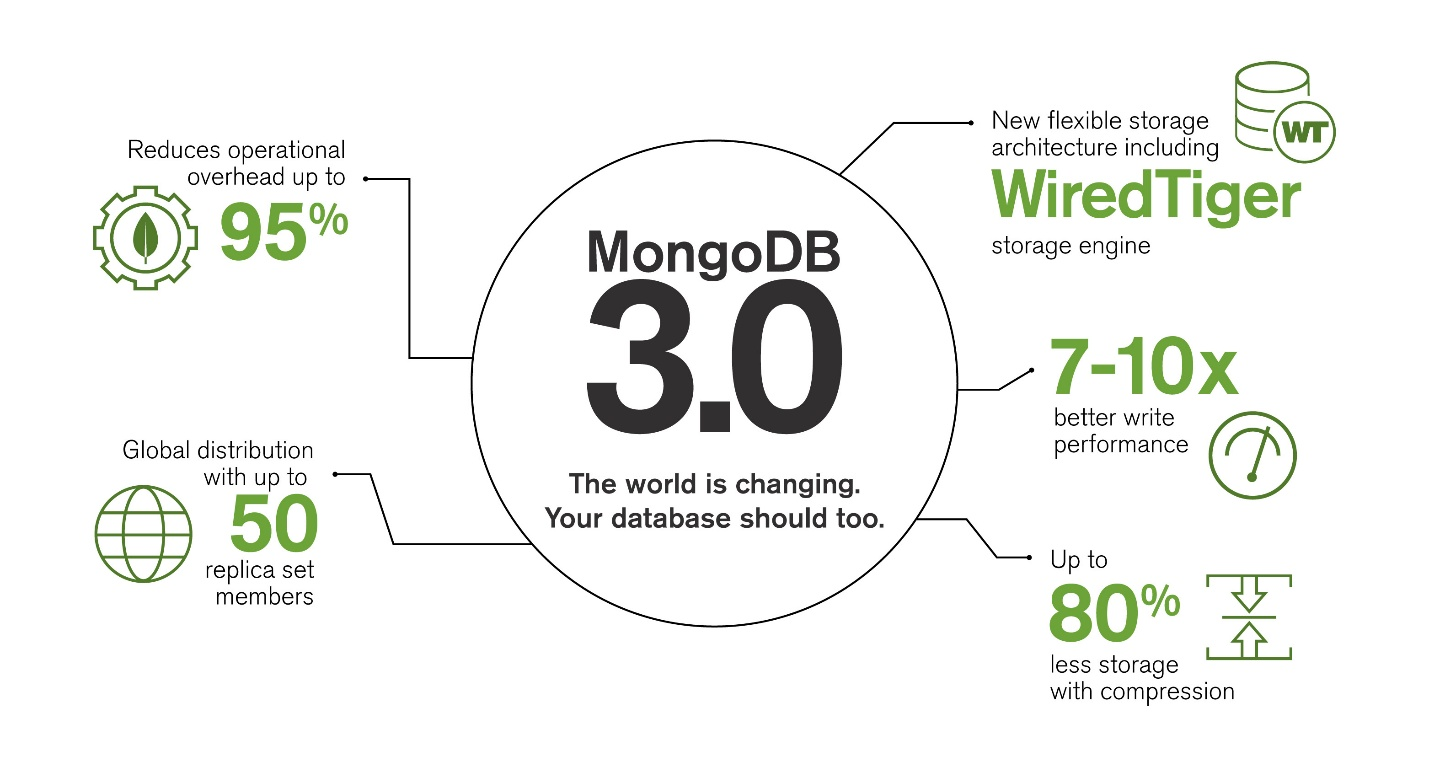 Reduces operational
overhead up to
95%
Global distribution
with up to
50
replica set
members
MongoDB
3.0
The world is changing.
Your database should too.
New flexible storage
architecture including
WT
WiredTiger
storage engine
7-10x
better write
performance
Up to
80%
less storage
with compression